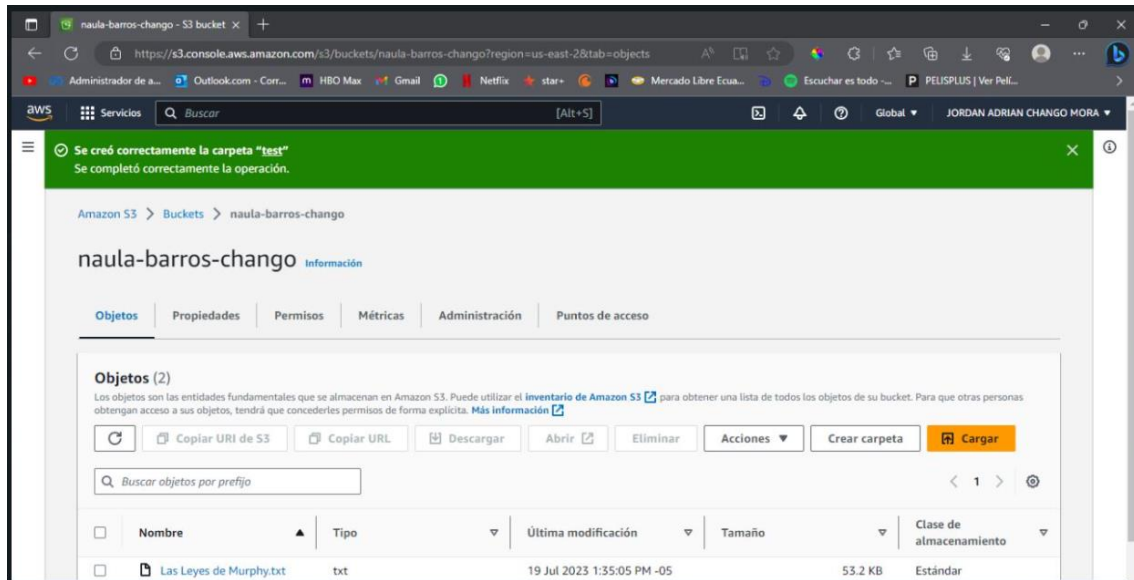 naula-barros-chango - S3 bucket
https://s3.console.aws.amazon.com/s3/buckets/naula-barros-chango?region=us-east-2&tab=objects
Administrador de a... Outlook.com - Corr... HBO Max Gmail Netflix star+ Mercado Libre Ecua... Escuchar es todo -... PELISPLUS | Ver Pelí...
aws Servicios Buscar [Alt+S] Global JORDAN ADRIAN CHANGO MORA
Se creó correctamente la carpeta "test"
Se completó correctamente la operación.
Amazon S3 > Buckets > naula-barros-chango
naula-barros-chango Información
Objetos Propiedades Permisos Métricas Administración Puntos de acceso
Objetos (2)
Los objetos son las entidades fundamentales que se almacenan en Amazon S3. Puede utilizar el inventario de Amazon S3 para obtener una lista de todos los objetos de su bucket. Para que otras personas
obtengan acceso a sus objetos, tendrá que concederles permisos de forma explícita. Más información
Copiar URI de S3 Copiar URL Descargar Abrir Eliminar Acciones Crear carpeta Cargar
Buscar objetos por prefijo < 1 >
Nombre Tipo Última modificación Tamaño Clase de
almacenamiento
Las Leyes de Murphy.txt txt 19 Jul 2023 1:35:05 PM -05 53.2 KB Estándar